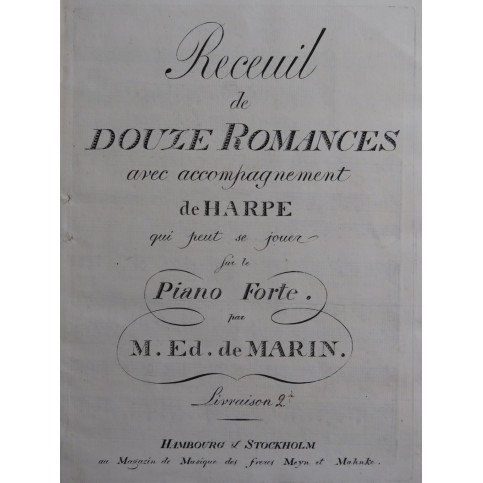 Receuil
de
DOUZE ROMANCES
avec accompagnement
de HARPE
qui peut se jouer
sur le
Piano Forte.
par
M. Ed. de MARIN.
Livraison 2.
HAMBOURG et STOCKHOLM
au Magazin de Musique des freres Meyn et Mahnke.